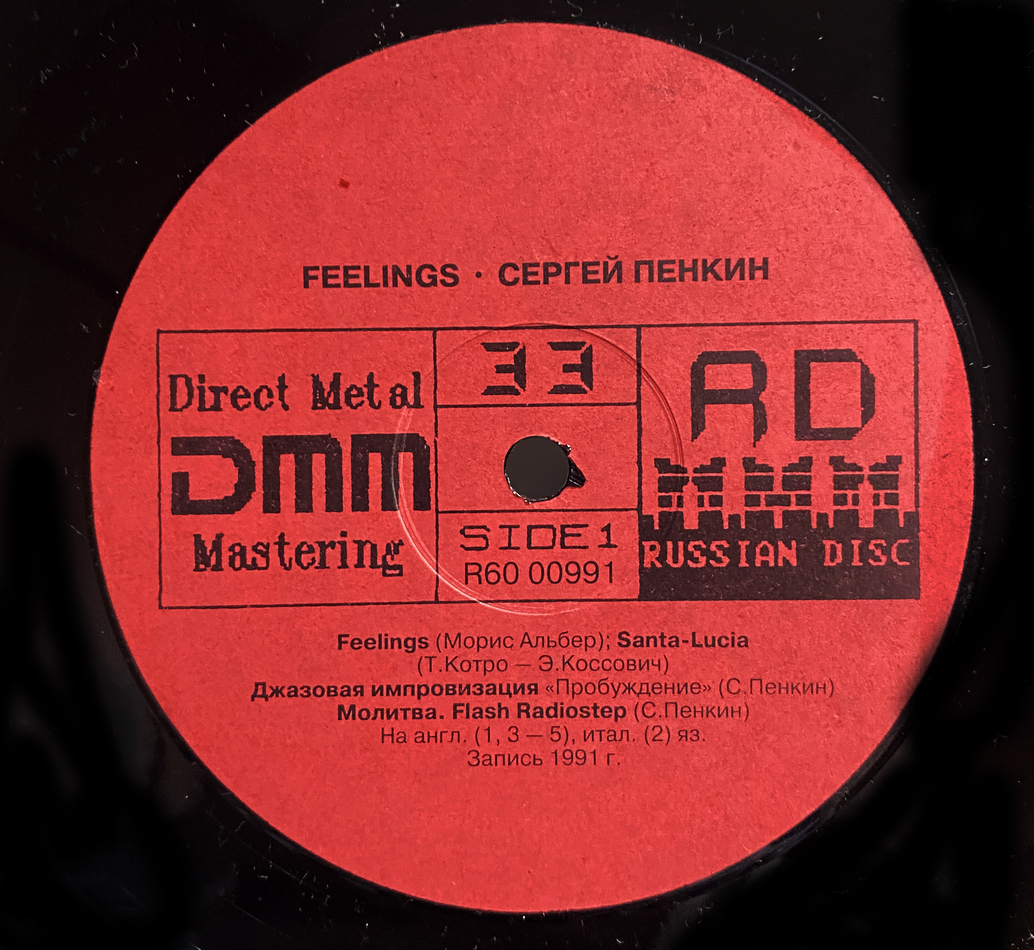 FEELINGS · СЕРГЕЙ ПЕНКИН
Direct Metal
DMM
Mastering
33
SIDE 1
R60 00991
RD
RUSSIAN DISC
Feelings (Морис Альбер); Santa-Lucia
(Т.Котро — Э.Коссович)
Джазовая импровизация «Пробуждение» (С.Пенкин)
Молитва. Flash Radiostep (С.Пенкин)
На англ. (1, 3 — 5), итал. (2) яз.
Запись 1991 г.